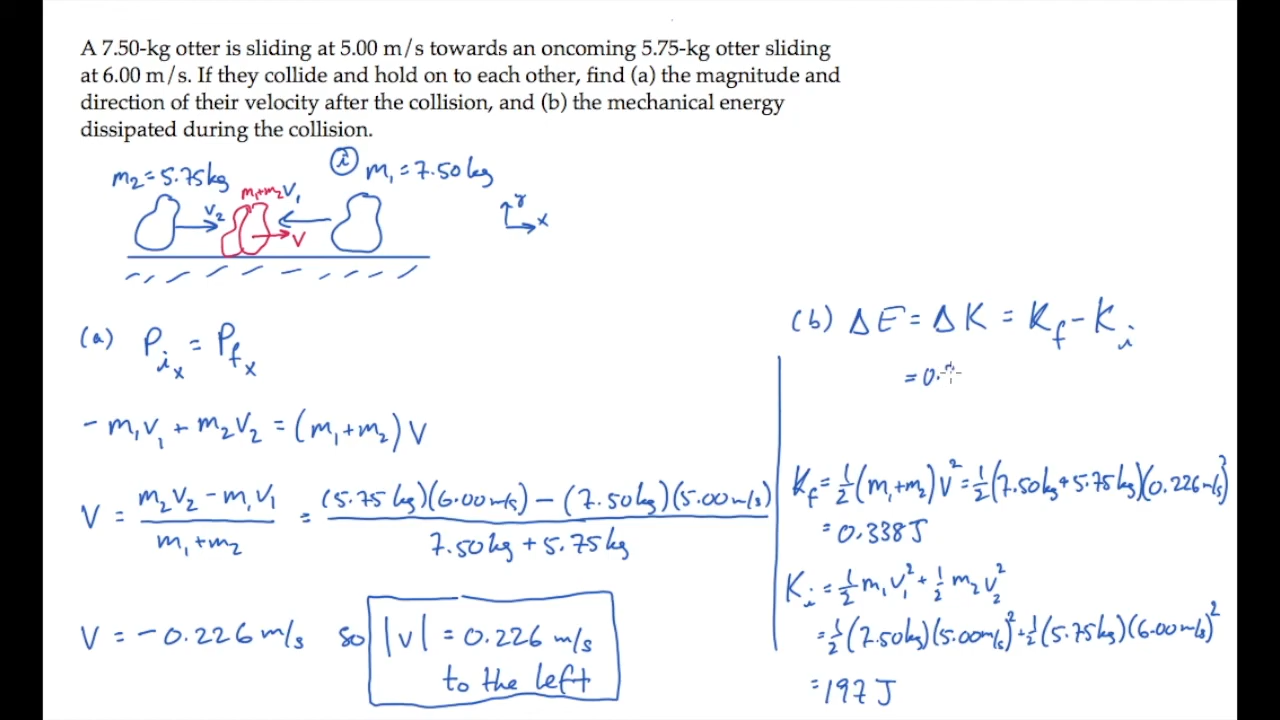 A 7.50-kg otter is sliding at 5.00 m/s towards an oncoming 5.75-kg otter sliding
at 6.00 m/s. If they collide and hold on to each other, find (a) the magnitude and
direction of their velocity after the collision, and (b) the mechanical energy
dissipated during the collision.
m₂ = 5.75 kg
i
m₁ = 7.50 kg
m₁+m₂
v₁
v₂
V
y
x
(a) P_ix = P_fx
-m₁v₁ + m₂v₂ = (m₁+m₂) V
V = (m₂v₂ - m₁v₁)/(m₁+m₂) = ((5.75 kg)(6.00 m/s) - (7.50 kg)(5.00 m/s))/(7.50 kg + 5.75 kg)
V = -0.226 m/s so |v| = 0.226 m/s
to the left
(b) ΔE = ΔK = K_f - K_i
= 0.
K_f = ½(m₁+m₂)V² = ½(7.50 kg + 5.75 kg)(0.226 m/s)²
= 0.338 J
K_i = ½ m₁v₁² + ½ m₂v₂²
= ½(7.50 kg)(5.00 m/s)² + ½(5.75 kg)(6.00 m/s)²
= 197 J